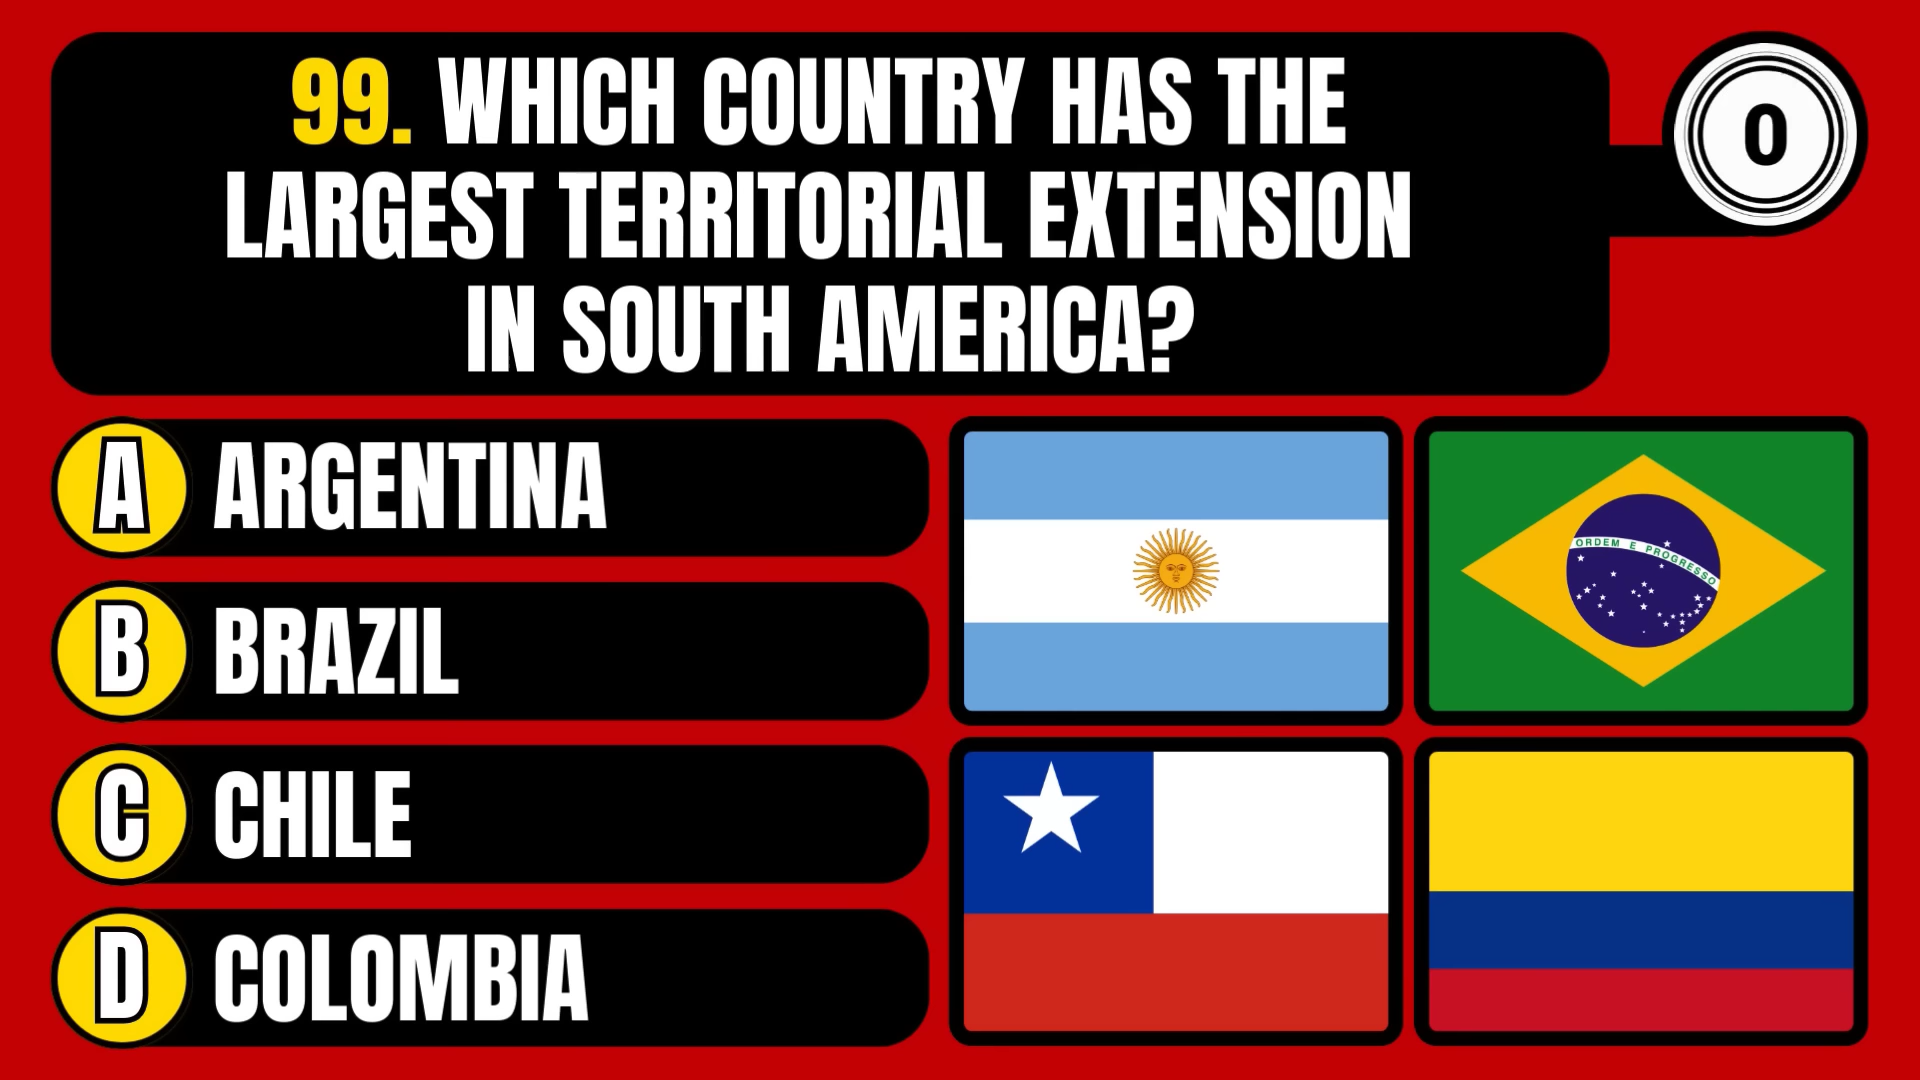 99. WHICH COUNTRY HAS THE
LARGEST TERRITORIAL EXTENSION
IN SOUTH AMERICA?
0
A ARGENTINA
B BRAZIL
C CHILE
D COLOMBIA
ORDEM E PROGRESSO